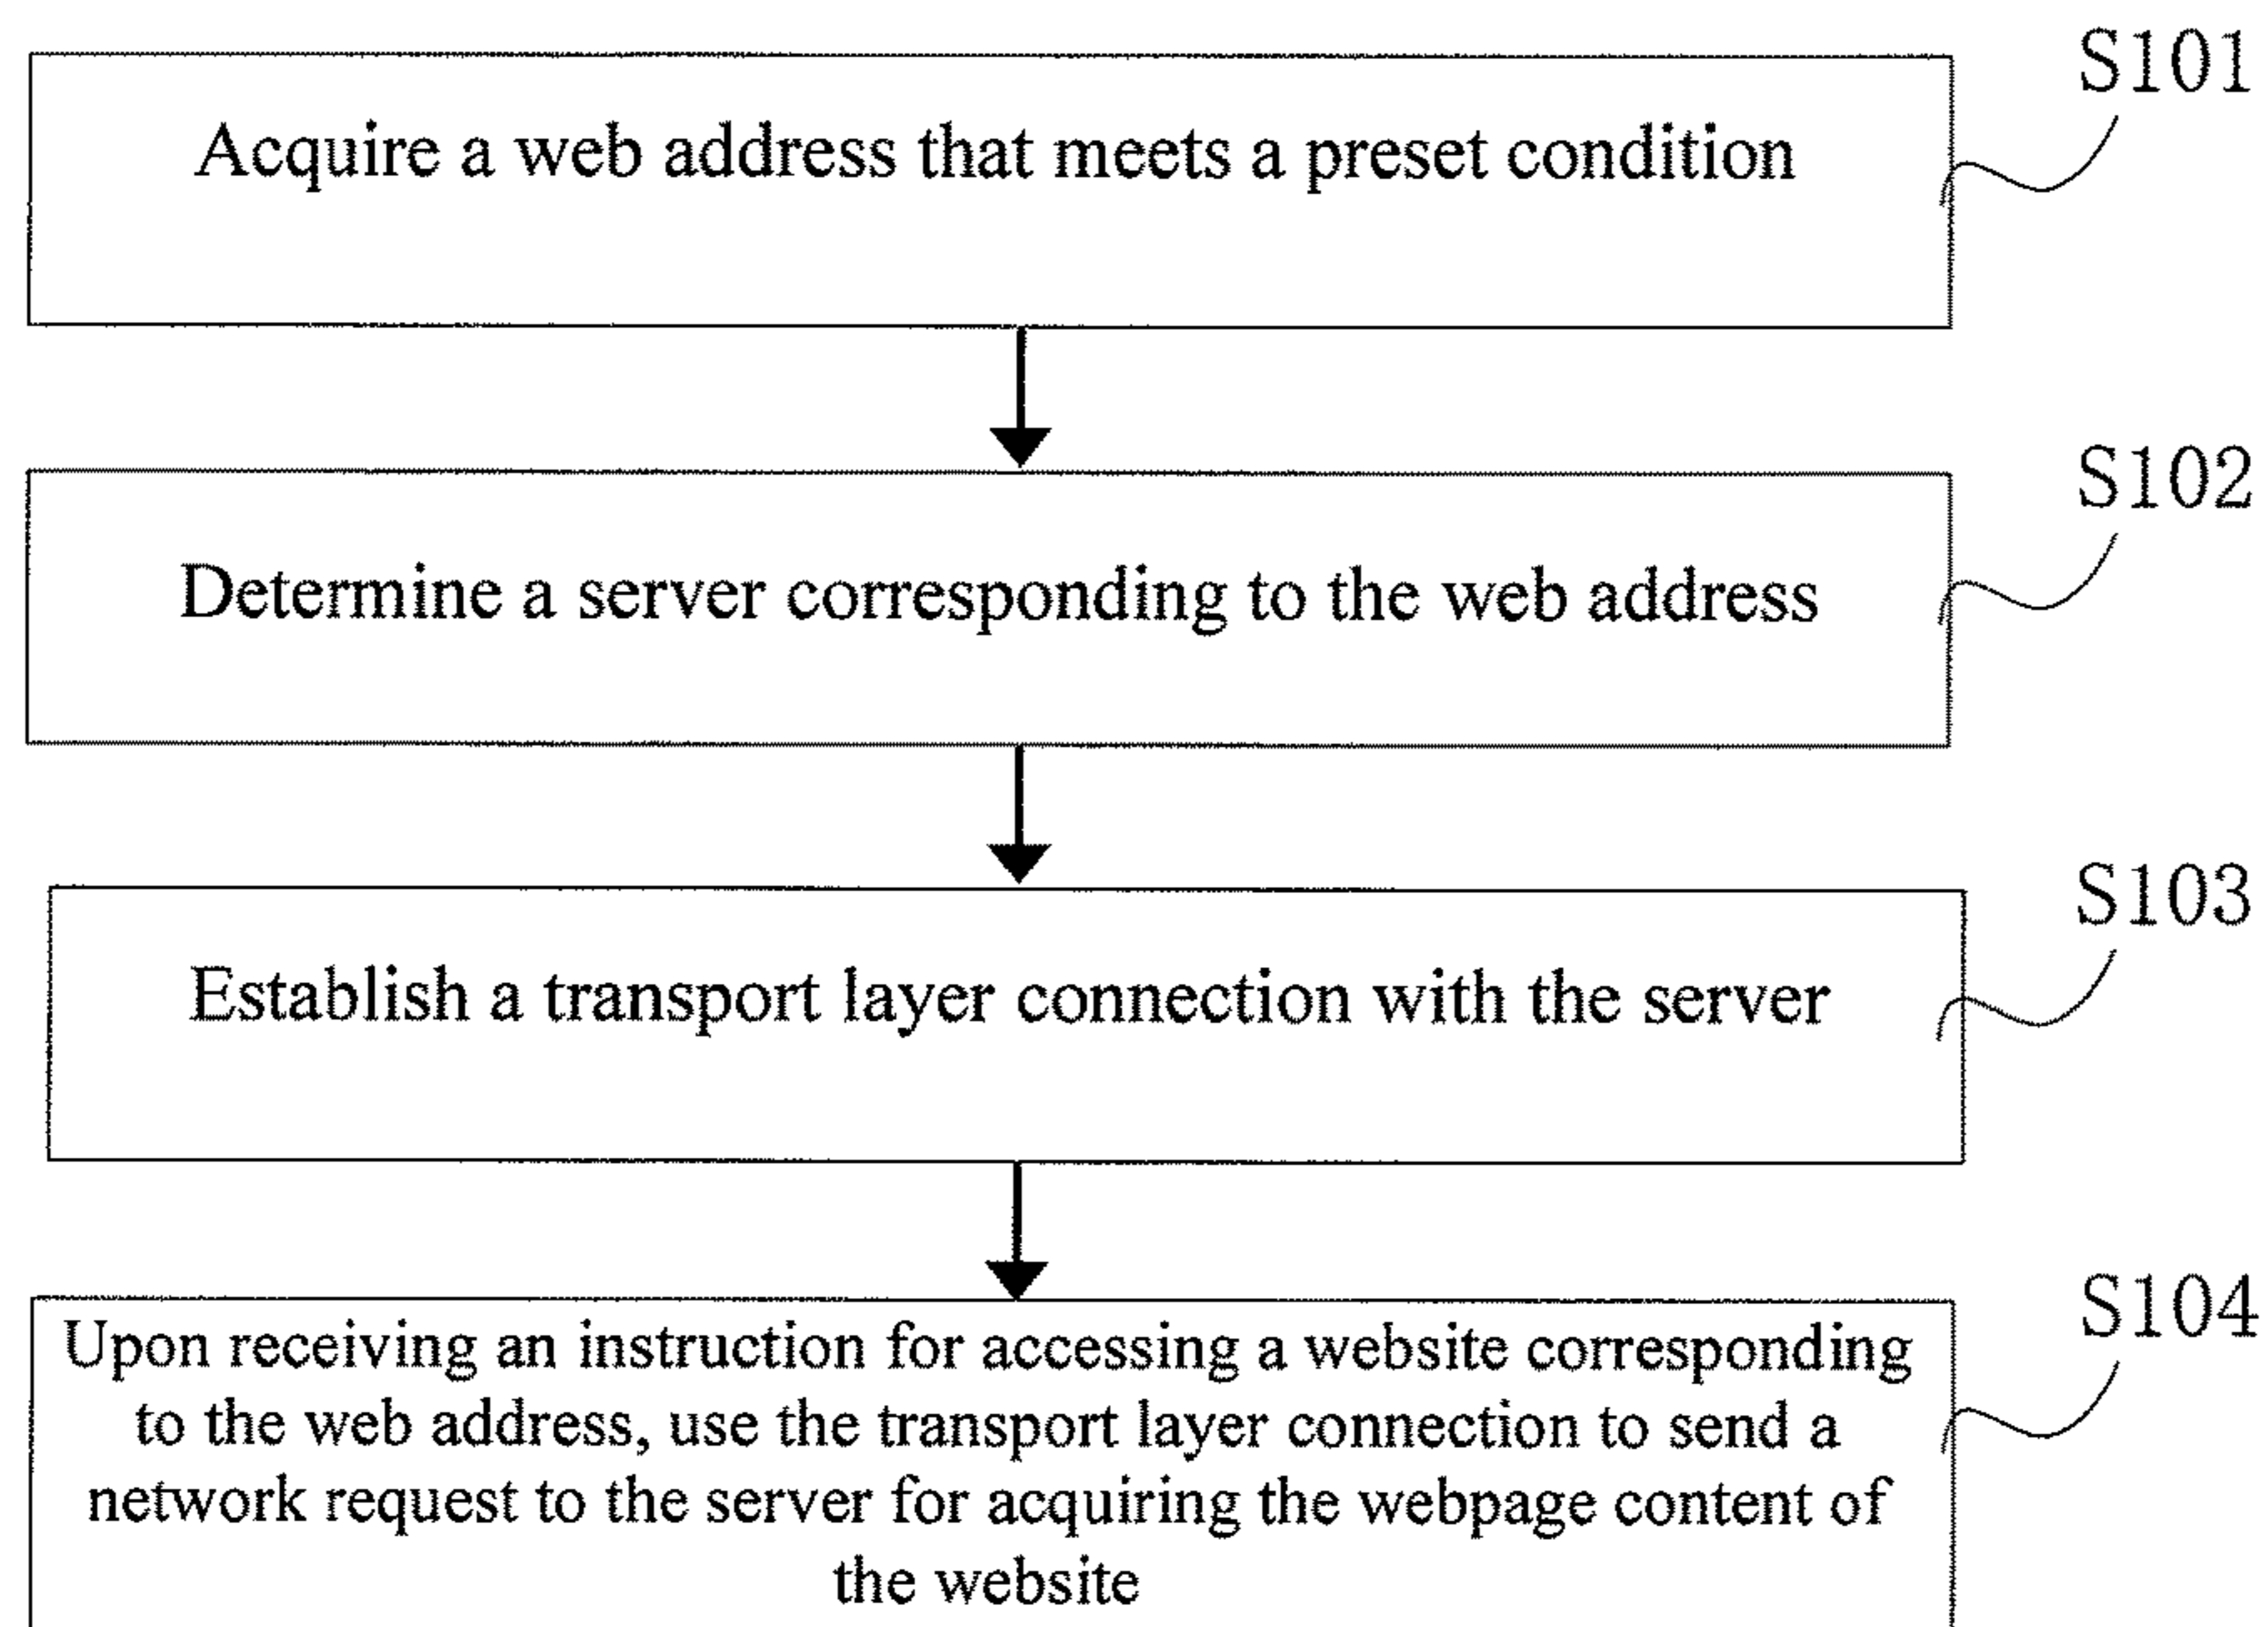 S101
Acquire a web address that meets a preset condition
S102
Determine a server corresponding to the web address
S103
Establish a transport layer connection with the server
S104
Upon receiving an instruction for accessing a website corresponding
to the web address, use the transport layer connection to send a
network request to the server for acquiring the webpage content of
the website